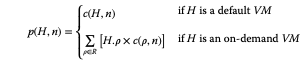 p(H, n) = { c(H, n) if H is a default VM
∑_{ρ∈R} [H.ρ × c(ρ, n)] if H is an on-demand VM